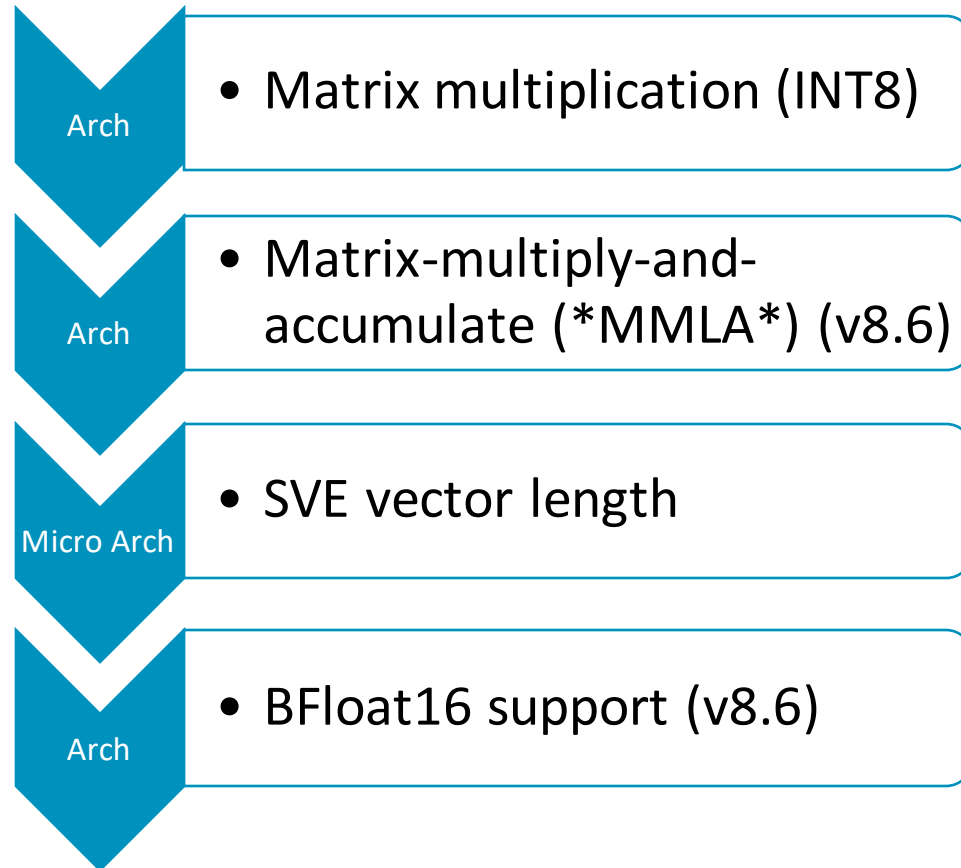 Arch
• Matrix multiplication (INT8)
Arch
• Matrix-multiply-and-
accumulate (*MMLA*) (v8.6)
Micro Arch
• SVE vector length
Arch
• BFloat16 support (v8.6)